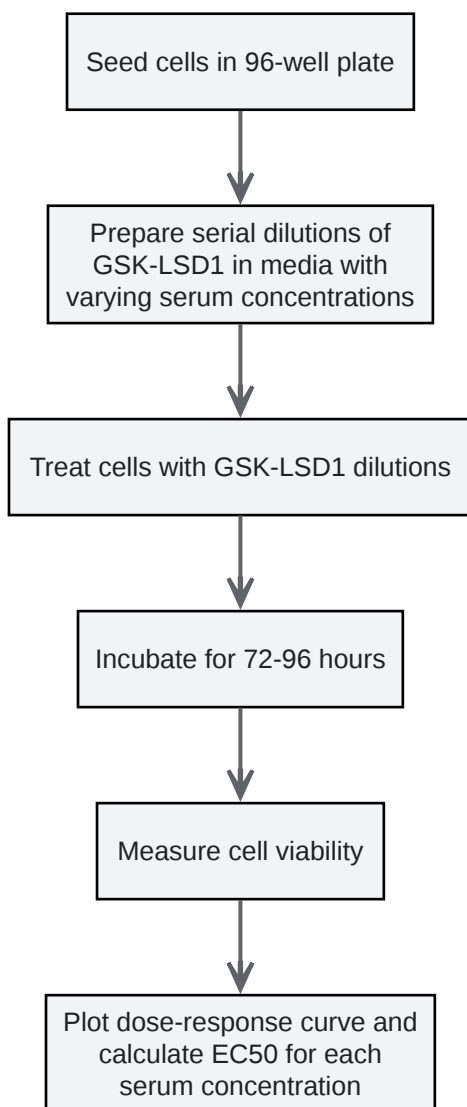 Seed cells in 96-well plate
Prepare serial dilutions of
GSK-LSD1 in media with
varying serum concentrations
Treat cells with GSK-LSD1 dilutions
Incubate for 72-96 hours
Measure cell viability
Plot dose-response curve and
calculate EC50 for each
serum concentration